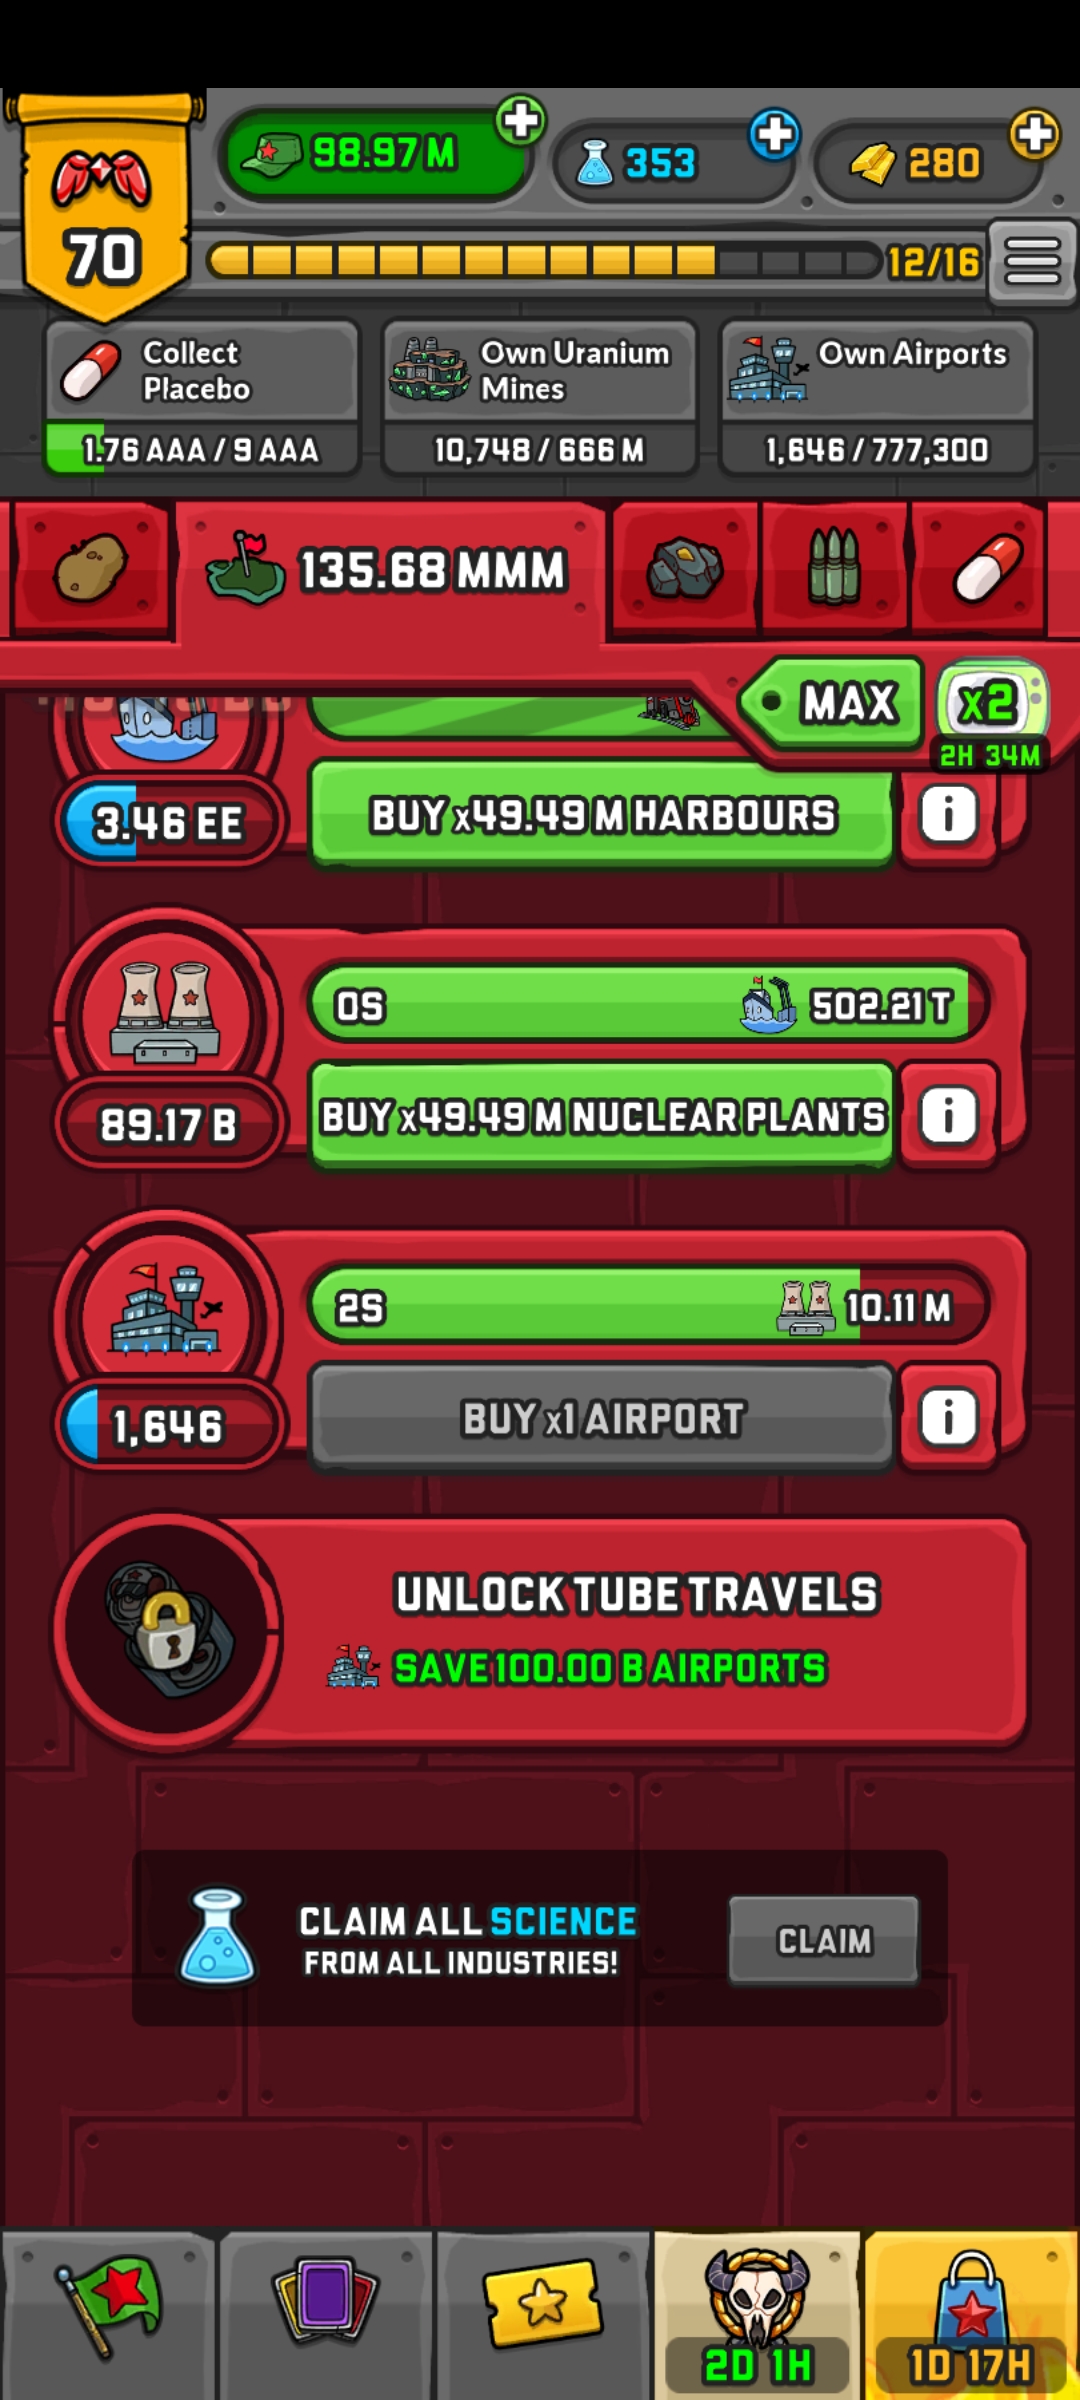 98.97 M
353
280
70
12/16
Collect
Placebo
1.76 AAA / 9 AAA
Own Uranium
Mines
10,748 / 666 M
Own Airports
1,646 / 777,300
135.68 MMM
MAX
x2
2H 34M
3.46 EE
BUY x49.49 M HARBOURS
i
0S
502.21 T
89.17 B
BUY x49.49 M NUCLEAR PLANTS
i
2S
10.11 M
1,646
BUY x1 AIRPORT
i
UNLOCK TUBE TRAVELS
SAVE 100.00 B AIRPORTS
CLAIM ALL SCIENCE
FROM ALL INDUSTRIES!
CLAIM
2D 1H
1D 17H